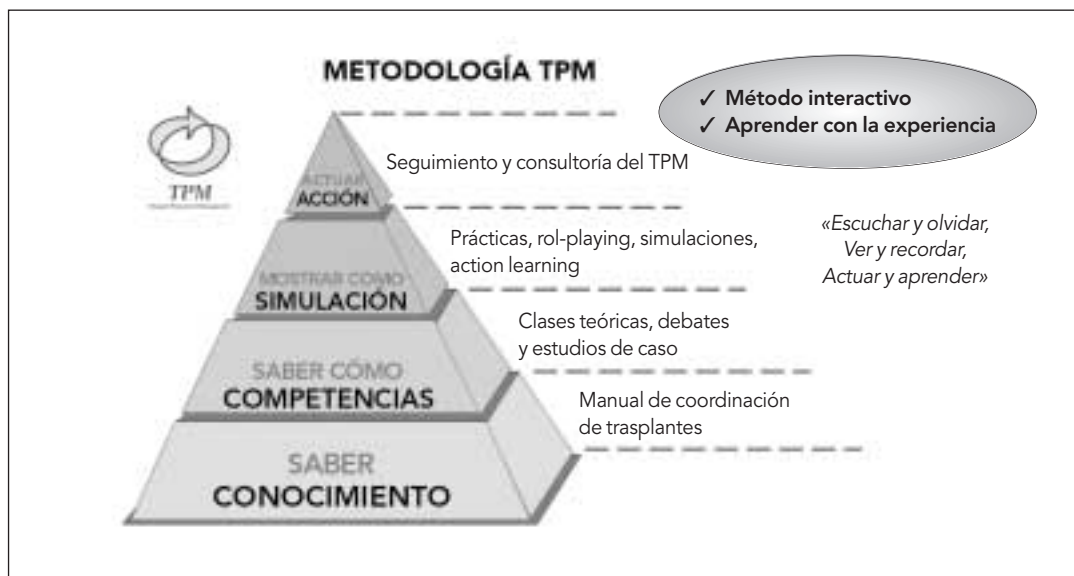 METODOLOGÍA TPM
✓ Método interactivo
✓ Aprender con la experiencia
TPM
ACTUAR
ACCIÓN
Seguimiento y consultoría del TPM
«Escuchar y olvidar,
Ver y recordar,
Actuar y aprender»
MOSTRAR COMO
SIMULACIÓN
Prácticas, rol-playing, simulaciones,
action learning
SABER CÓMO
COMPETENCIAS
Clases teóricas, debates
y estudios de caso
SABER
CONOCIMIENTO
Manual de coordinación
de trasplantes